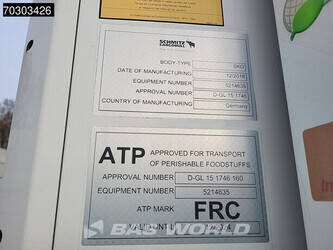 70303426
SCHMITZ
CARGOBULL
BODY-TYPE SKO
DATE OF MANUFACTURING 12/2018
EQUIPMENT NUMBER 5214635
APPROVAL NUMBER D-GL 15 1746
COUNTRY OF MANUFACTURING Germany
ATP APPROVED FOR TRANSPORT
OF PERISHABLE FOODSTUFFS
APPROVAL NUMBER D-GL 15 1746 160
EQUIPMENT NUMBER 5214635
ATP MARK FRC
VALID UNTIL
BAS WORLD